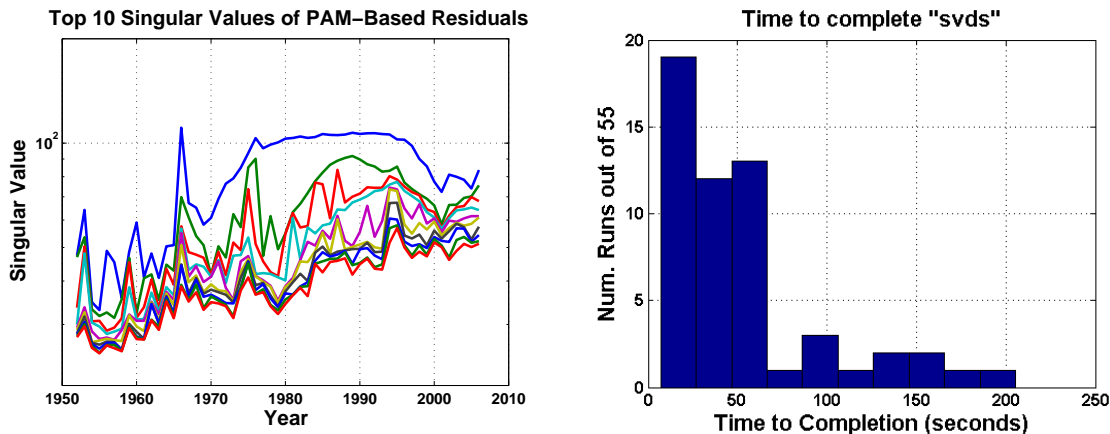 Top 10 Singular Values of PAM−Based Residuals
10^2
Singular Value
1950 1960 1970 1980 1990 2000 2010
Year
Time to complete "svds"
20
15
10
5
0
Num. Runs out of 55
0 50 100 150 200 250
Time to Completion (seconds)